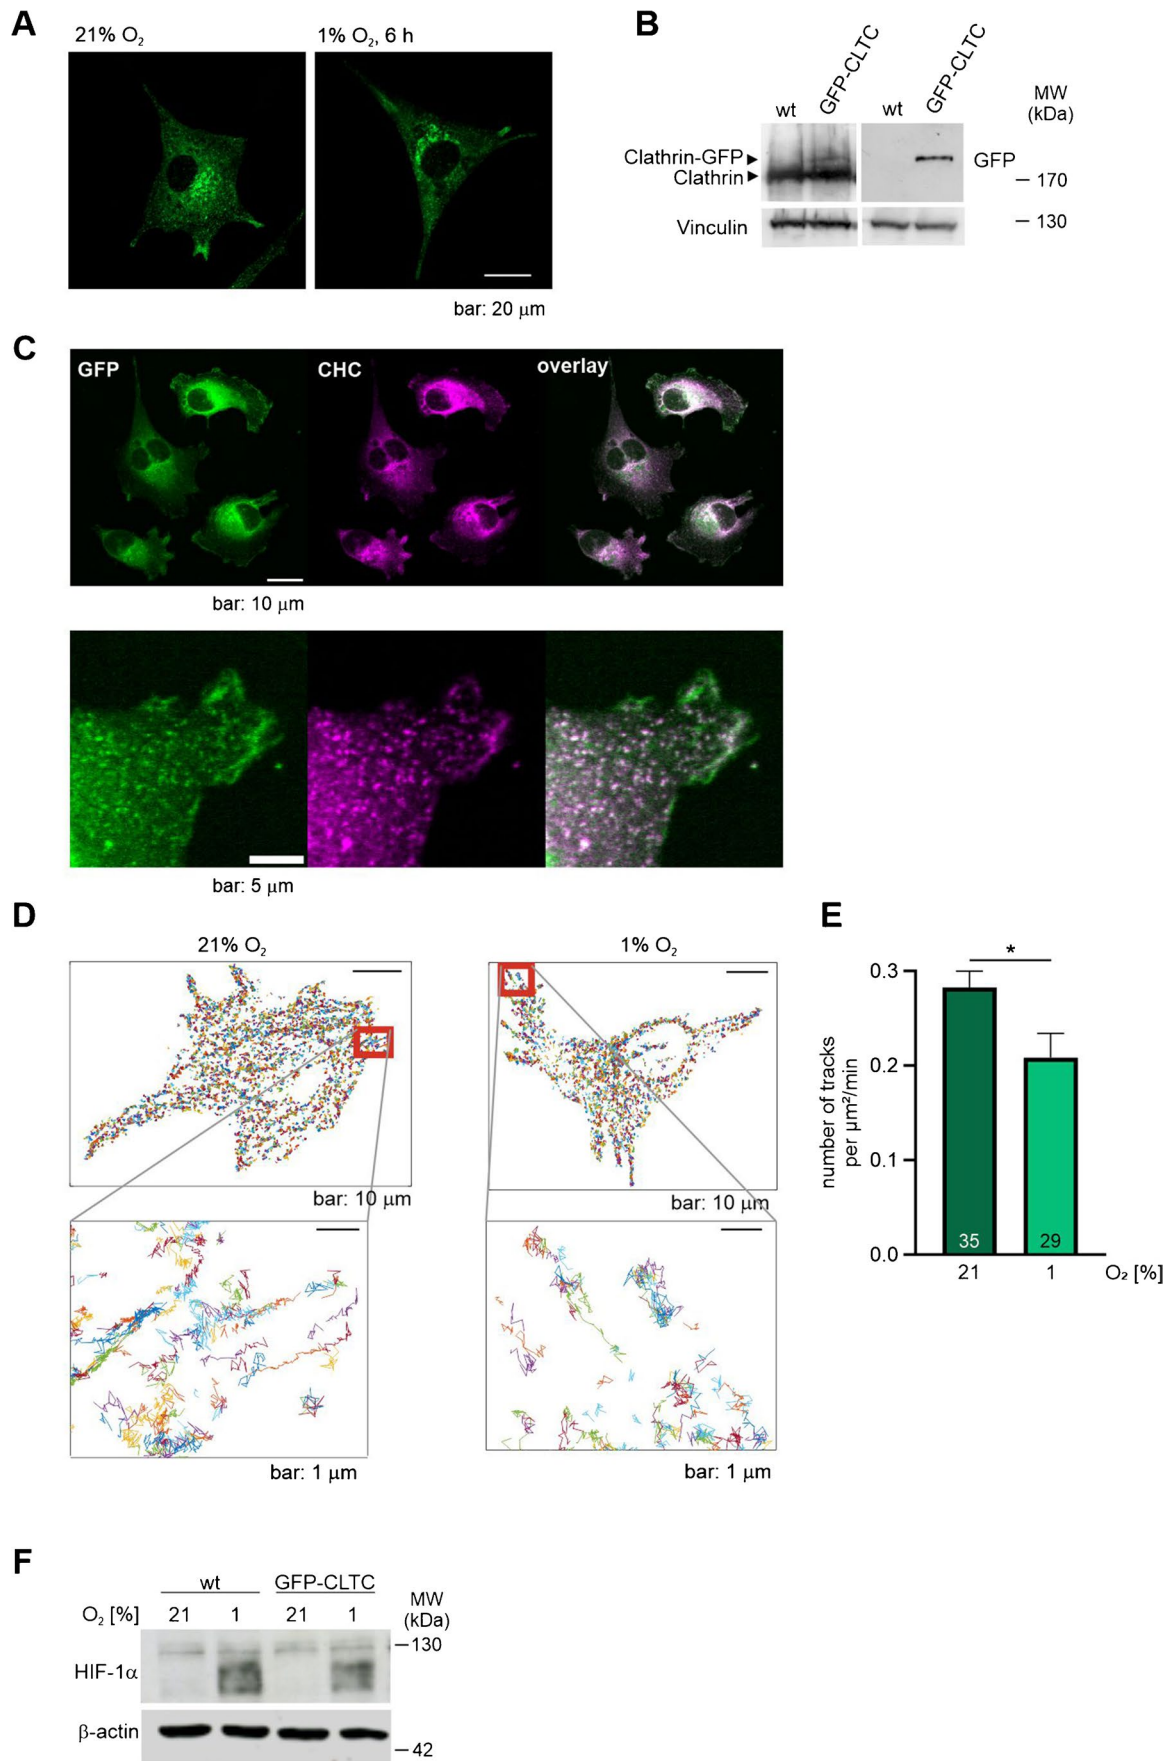 A
21% O₂
1% O₂, 6 h
bar: 20 μm
B
wt
GFP-CLTC
wt
GFP-CLTC
MW
(kDa)
Clathrin-GFP
Clathrin
GFP
170
130
Vinculin
C
GFP
CHC
overlay
bar: 10 μm
bar: 5 μm
D
21% O₂
1% O₂
bar: 10 μm
bar: 10 μm
bar: 1 μm
bar: 1 μm
E
*
number of tracks
per μm²/min
0.3
0.2
0.1
0.0
35
29
21
1
O₂ [%]
F
wt
GFP-CLTC
MW
(kDa)
O₂ [%]
21
1
21
1
130
HIF-1α
β-actin
42